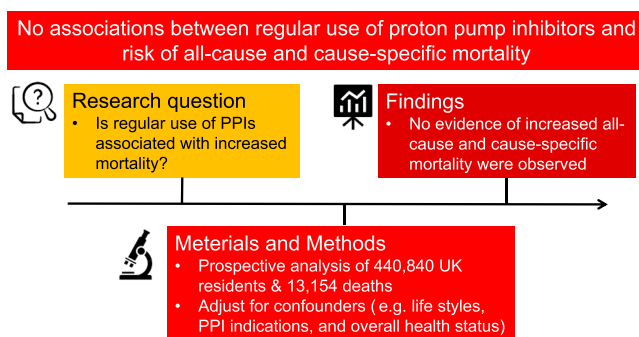 No associations between regular use of proton pump inhibitors and
risk of all-cause and cause-specific mortality
Research question
• Is regular use of PPIs
associated with increased
mortality?
Findings
• No evidence of increased all-
cause and cause-specific
mortality were observed
Meterials and Methods
• Prospective analysis of 440,840 UK
residents & 13,154 deaths
• Adjust for confounders ( e.g. life styles,
PPI indications, and overall health status)